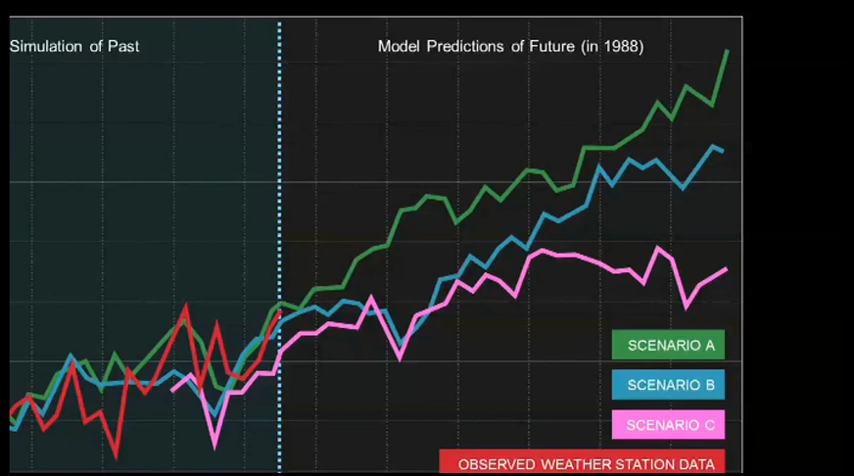 Simulation of Past
Model Predictions of Future (in 1988)
SCENARIO A
SCENARIO B
SCENARIO C
OBSERVED WEATHER STATION DATA